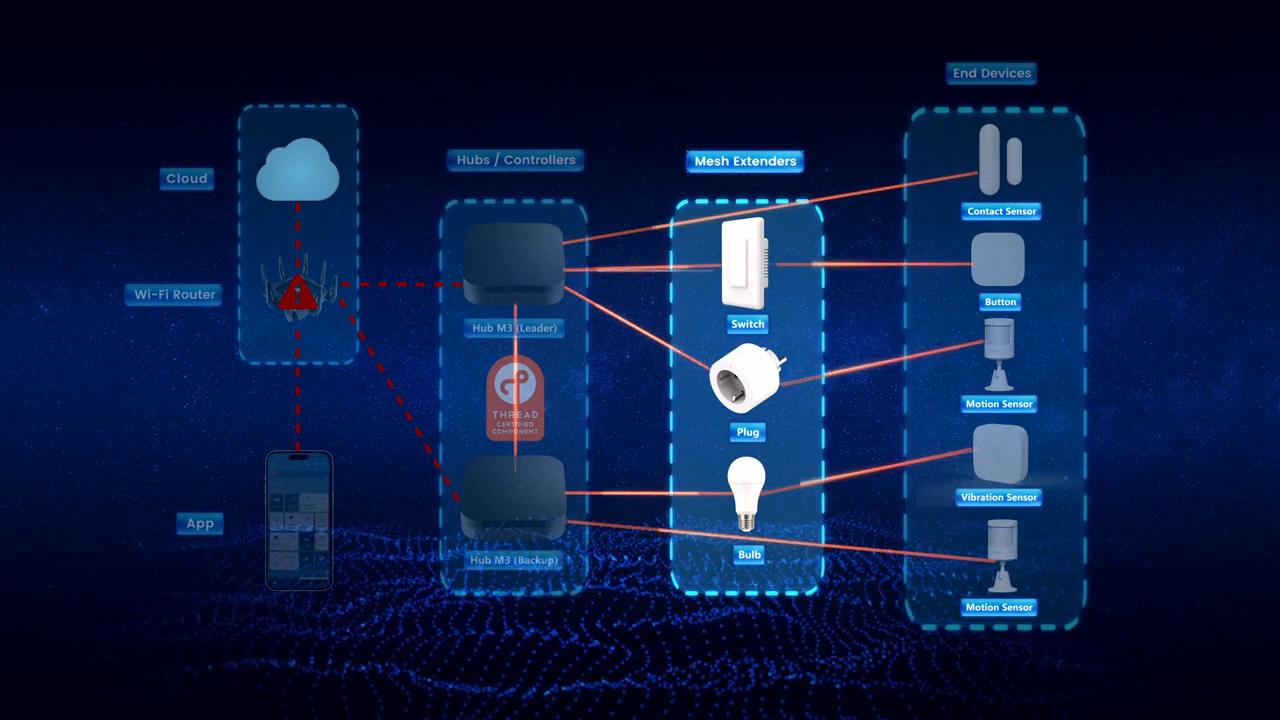 End Devices
Hubs / Controllers
Mesh Extenders
Cloud
Contact Sensor
Wi-Fi Router
Button
Hub M3 (Leader)
Switch
Motion Sensor
THREAD
CERTIFIED
COMPONENT
Plug
Vibration Sensor
App
Hub M3 (Backup)
Bulb
Motion Sensor